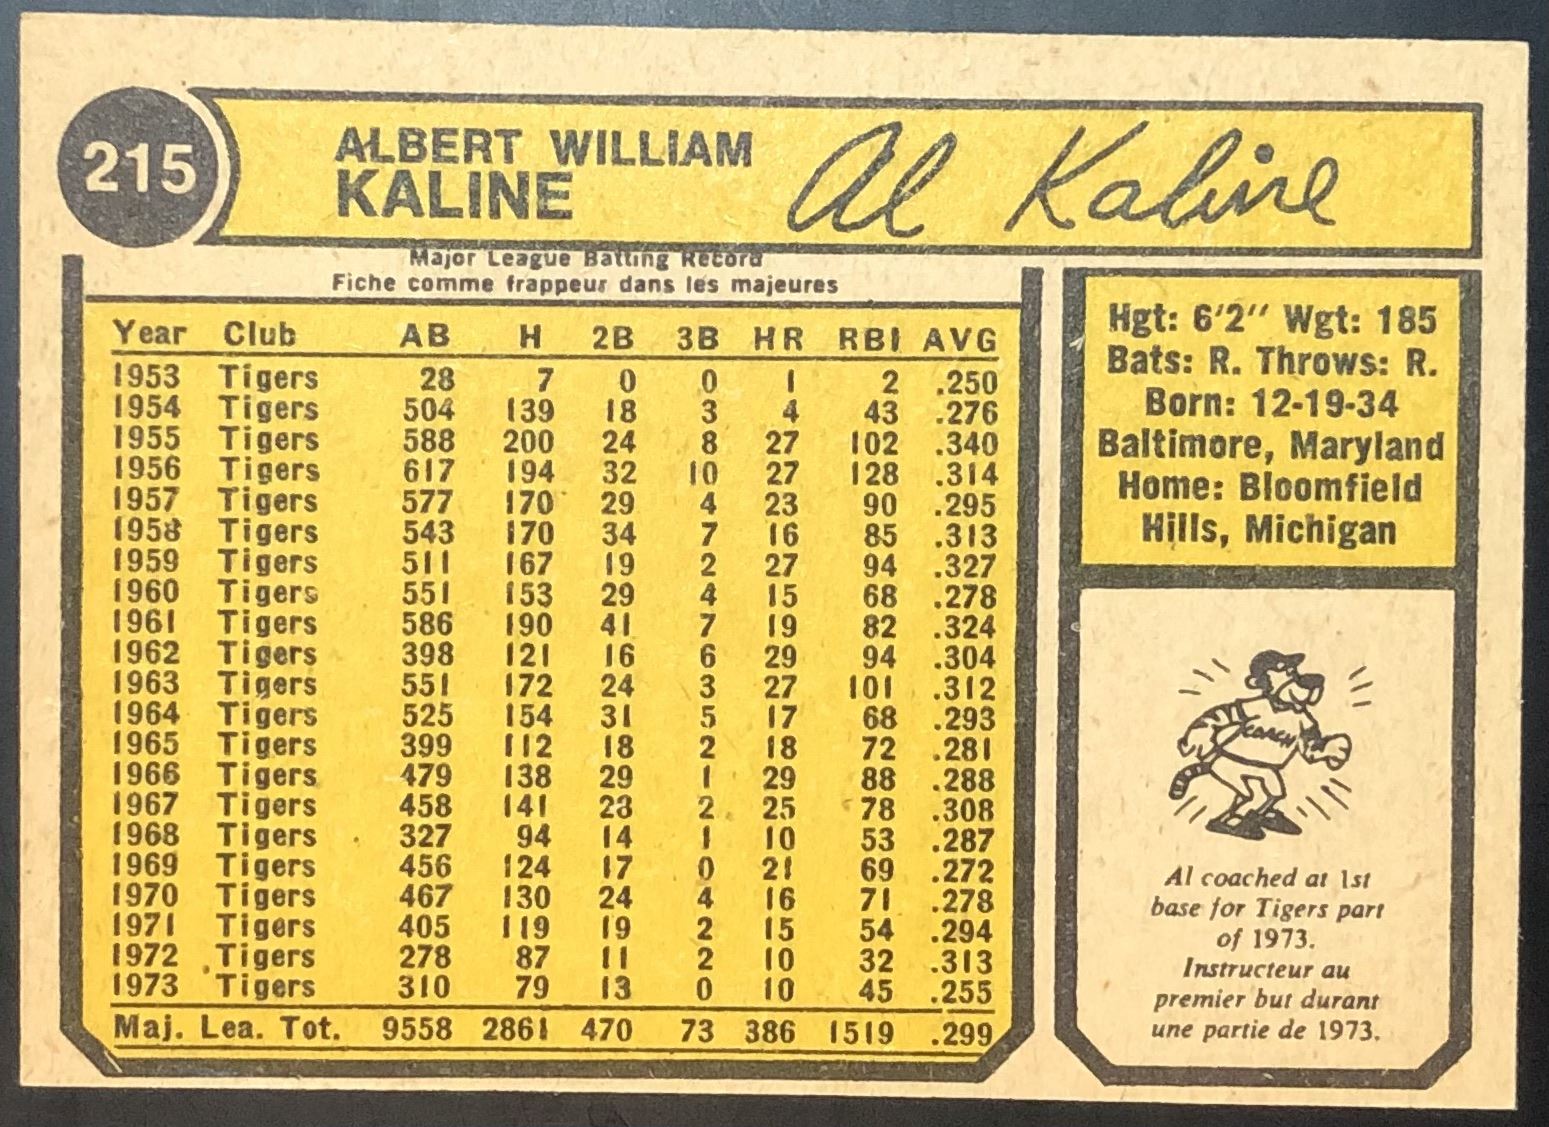 215
ALBERT WILLIAM
KALINE
Al Kaline
Major League Batting Record
Fiche comme frappeur dans les majeures
Year Club AB H 2B 3B HR RBI AVG
1953 Tigers 28 7 0 0 1 2 .250
1954 Tigers 504 139 18 3 4 43 .276
1955 Tigers 588 200 24 8 27 102 .340
1956 Tigers 617 194 32 10 27 128 .314
1957 Tigers 577 170 29 4 23 90 .295
1958 Tigers 543 170 34 7 16 85 .313
1959 Tigers 511 167 19 2 27 94 .327
1960 Tigers 551 153 29 4 15 68 .278
1961 Tigers 586 190 41 7 19 82 .324
1962 Tigers 398 121 16 6 29 94 .304
1963 Tigers 551 172 24 3 27 101 .312
1964 Tigers 525 154 31 5 17 68 .293
1965 Tigers 399 112 18 2 18 72 .281
1966 Tigers 479 138 29 1 29 88 .288
1967 Tigers 458 141 28 2 25 78 .308
1968 Tigers 327 94 14 1 10 53 .287
1969 Tigers 456 124 17 0 21 69 .272
1970 Tigers 467 130 24 4 16 71 .278
1971 Tigers 405 119 19 2 15 54 .294
1972 Tigers 278 87 11 2 10 32 .313
1973 Tigers 310 79 13 0 10 45 .255
Maj. Lea. Tot. 9558 2861 470 73 386 1519 .299
Hgt: 6'2" Wgt: 185
Bats: R. Throws: R.
Born: 12-19-34
Baltimore, Maryland
Home: Bloomfield
Hills, Michigan
COACH
Al coached at 1st
base for Tigers part
of 1973.
Instructeur au
premier but durant
une partie de 1973.